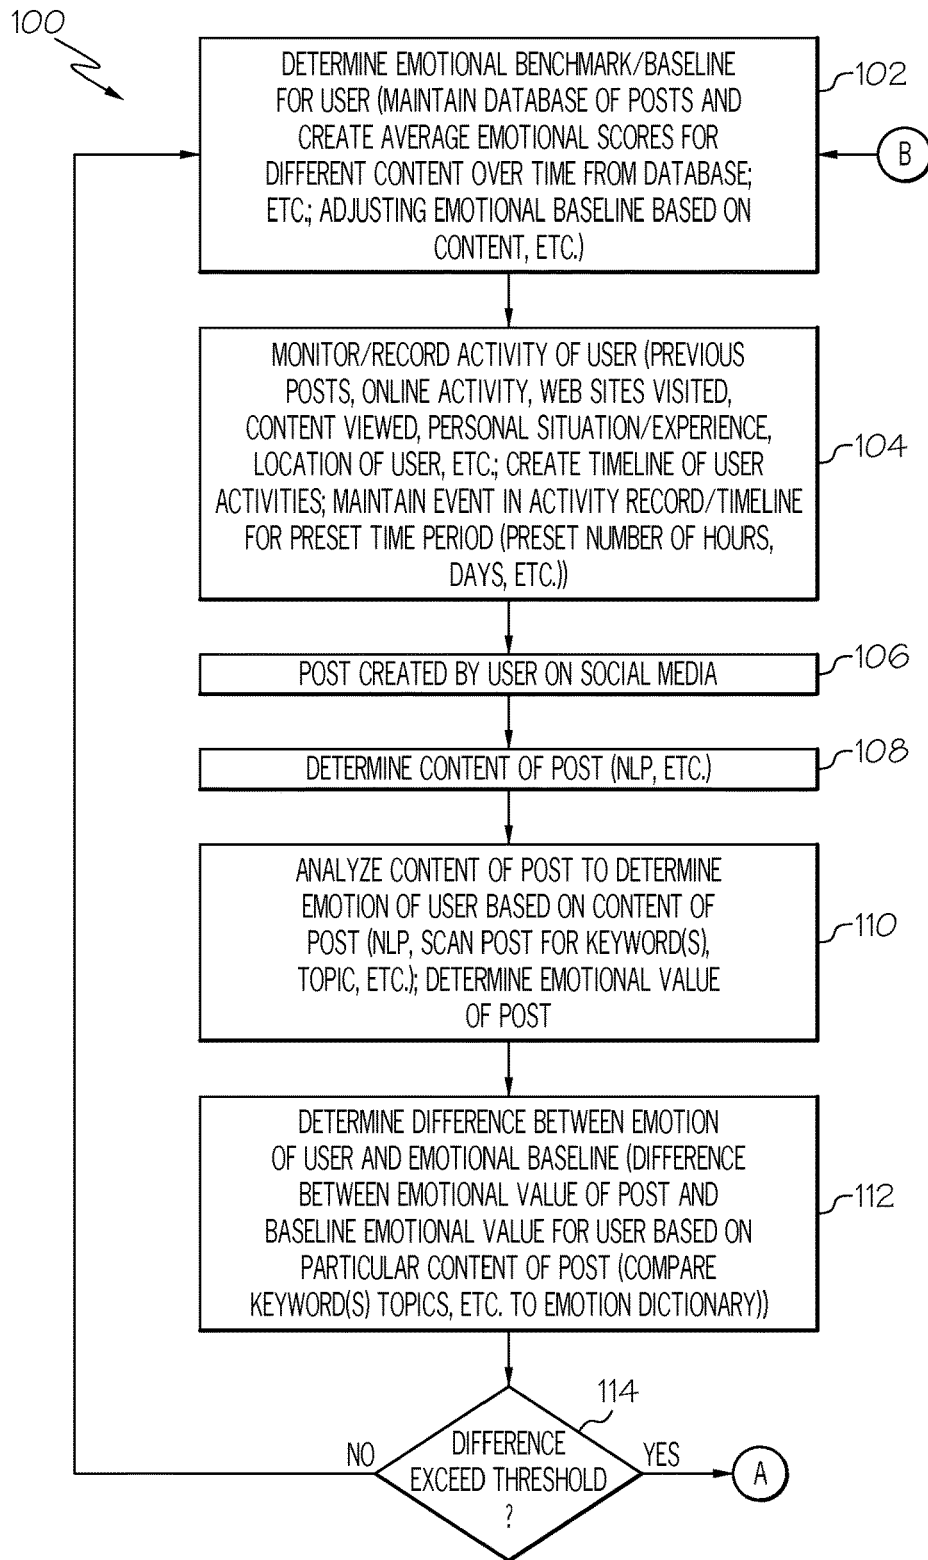 100
DETERMINE EMOTIONAL BENCHMARK/BASELINE
FOR USER (MAINTAIN DATABASE OF POSTS AND
CREATE AVERAGE EMOTIONAL SCORES FOR
DIFFERENT CONTENT OVER TIME FROM DATABASE;
ETC.; ADJUSTING EMOTIONAL BASELINE BASED ON
CONTENT, ETC.)
102
B
MONITOR/RECORD ACTIVITY OF USER (PREVIOUS
POSTS, ONLINE ACTIVITY, WEB SITES VISITED,
CONTENT VIEWED, PERSONAL SITUATION/EXPERIENCE,
LOCATION OF USER, ETC.; CREATE TIMELINE OF USER
ACTIVITIES; MAINTAIN EVENT IN ACTIVITY RECORD/TIMELINE
FOR PRESET TIME PERIOD (PRESET NUMBER OF HOURS,
DAYS, ETC.))
104
POST CREATED BY USER ON SOCIAL MEDIA
106
DETERMINE CONTENT OF POST (NLP, ETC.)
108
ANALYZE CONTENT OF POST TO DETERMINE
EMOTION OF USER BASED ON CONTENT OF
POST (NLP, SCAN POST FOR KEYWORD(S),
TOPIC, ETC.); DETERMINE EMOTIONAL VALUE
OF POST
110
DETERMINE DIFFERENCE BETWEEN EMOTION
OF USER AND EMOTIONAL BASELINE (DIFFERENCE
BETWEEN EMOTIONAL VALUE OF POST AND
BASELINE EMOTIONAL VALUE FOR USER BASED ON
PARTICULAR CONTENT OF POST (COMPARE
KEYWORD(S) TOPICS, ETC. TO EMOTION DICTIONARY))
112
114
NO
DIFFERENCE
EXCEED THRESHOLD
?
YES
A